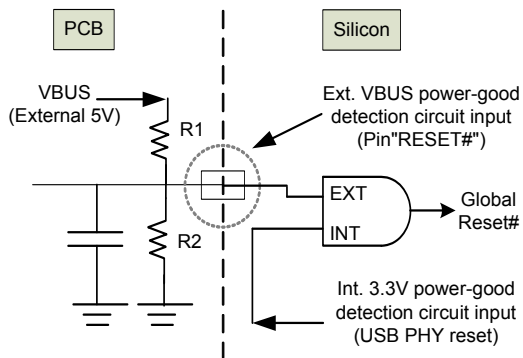 PCB
Silicon
VBUS
(External 5V)
R1
Ext. VBUS power-good
detection circuit input
(Pin"RESET#")
EXT
INT
Global
Reset#
R2
Int. 3.3V power-good
detection circuit input
(USB PHY reset)